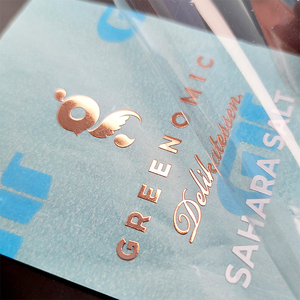 GREENOMIC
Delikatessen
SAHARA SALT